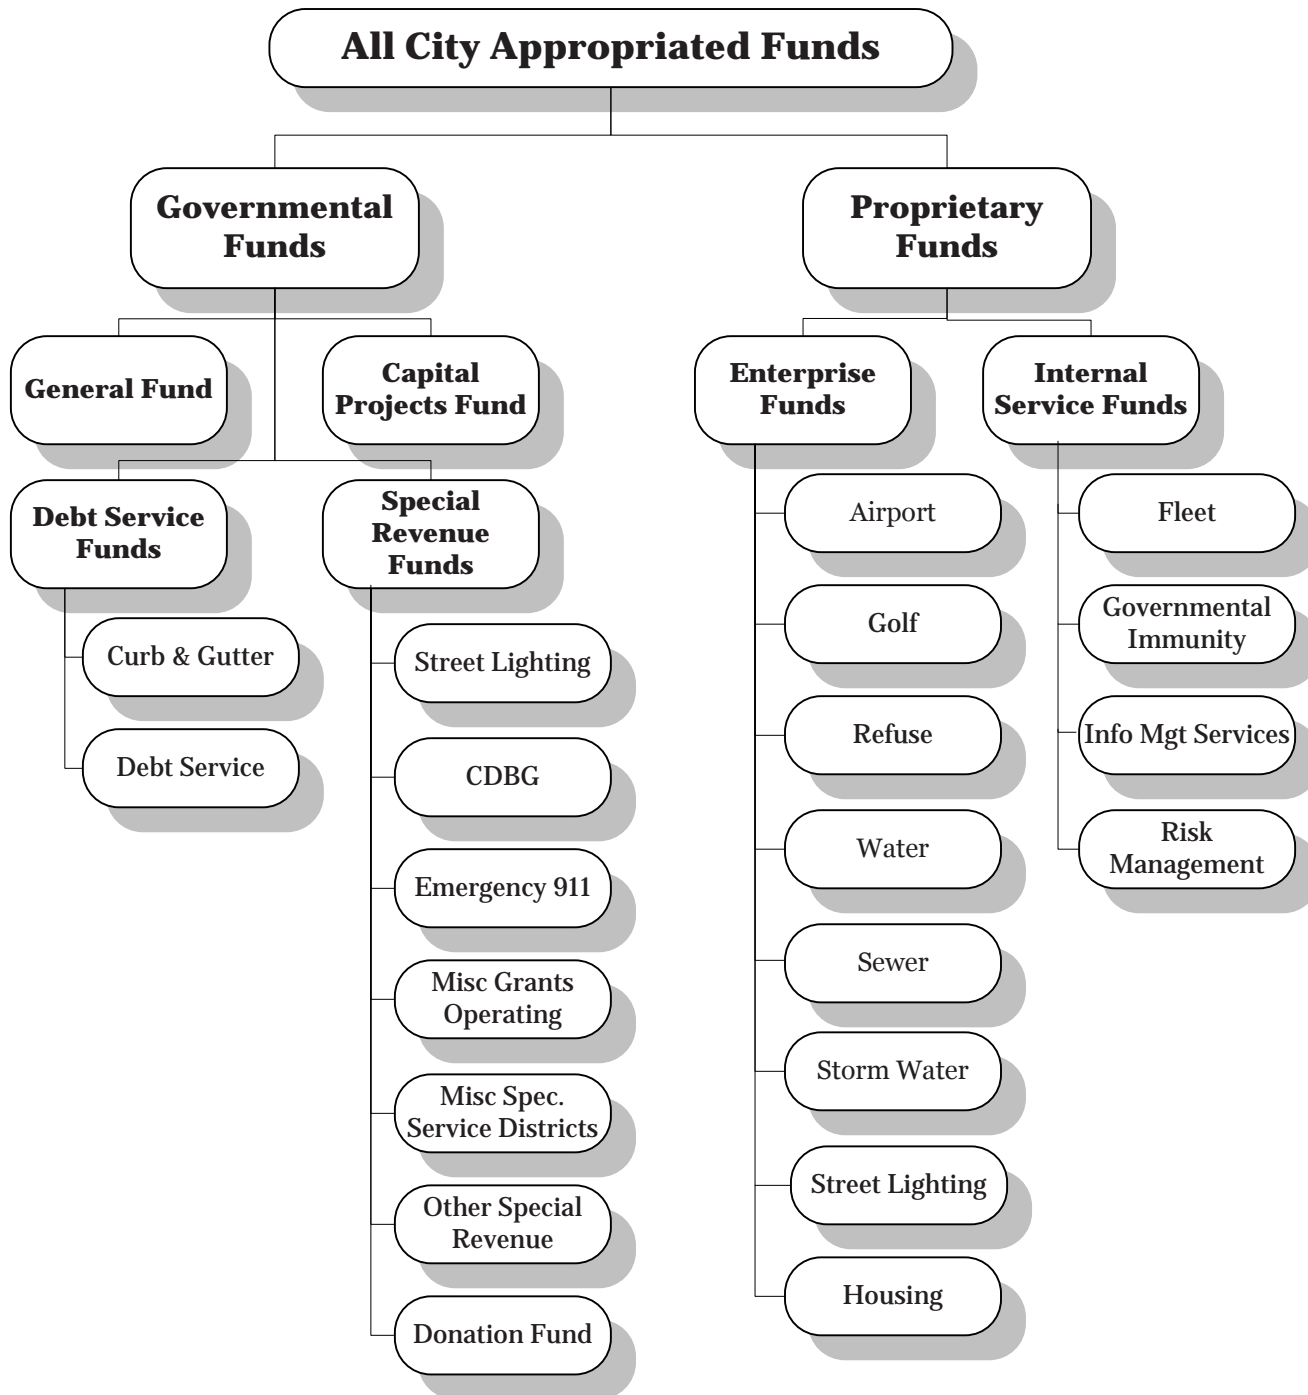 All City Appropriated Funds
Governmental
Funds
Proprietary
Funds
General Fund
Capital
Projects Fund
Enterprise
Funds
Internal
Service Funds
Debt Service
Funds
Special
Revenue
Funds
Curb & Gutter
Debt Service
Street Lighting
CDBG
Emergency 911
Misc Grants
Operating
Misc Spec.
Service Districts
Other Special
Revenue
Donation Fund
Airport
Golf
Refuse
Water
Sewer
Storm Water
Street Lighting
Housing
Fleet
Governmental
Immunity
Info Mgt Services
Risk
Management